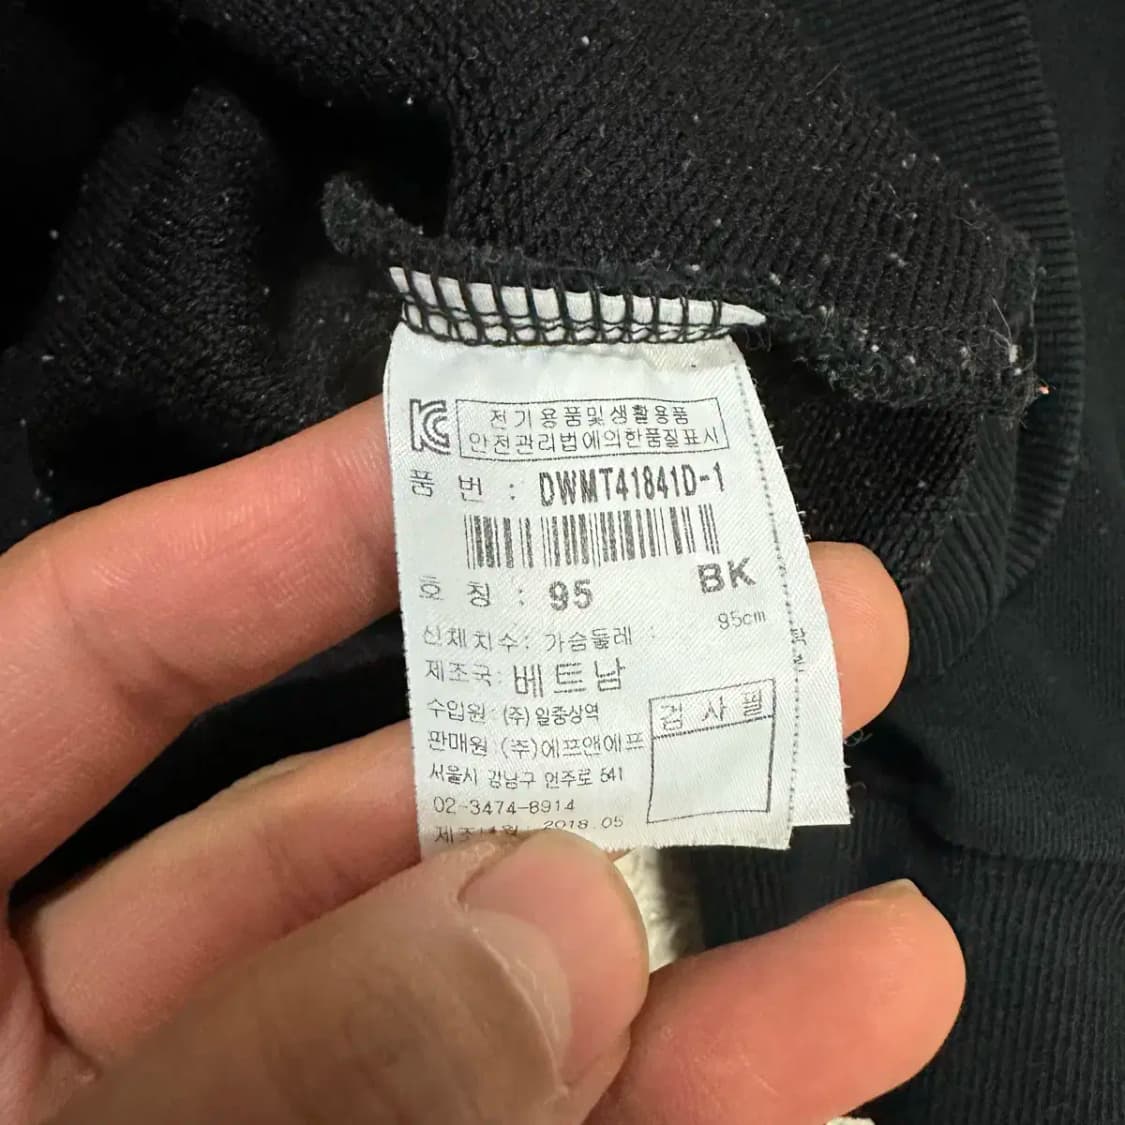 KC 전기용품및생활용품
안전관리법에의한품질표시
품 번 : DWMT41841D-1
호 칭 : 95 BK
신체치수: 가슴둘레 : 95cm
제조국: 베트남
수입원 : (주)일중상역
판매원 : (주)에프앤에프
검 사 필
서울시 강남구 언주로 541
02-3474-8914
2018.05